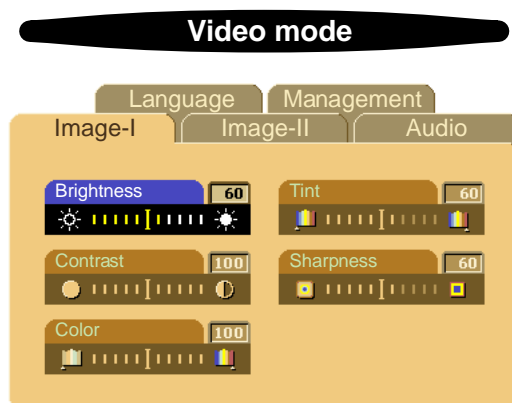 Video mode
Language Management
Image-I Image-II Audio
Brightness 60 Tint 60
Contrast 100 Sharpness 60
Color 100